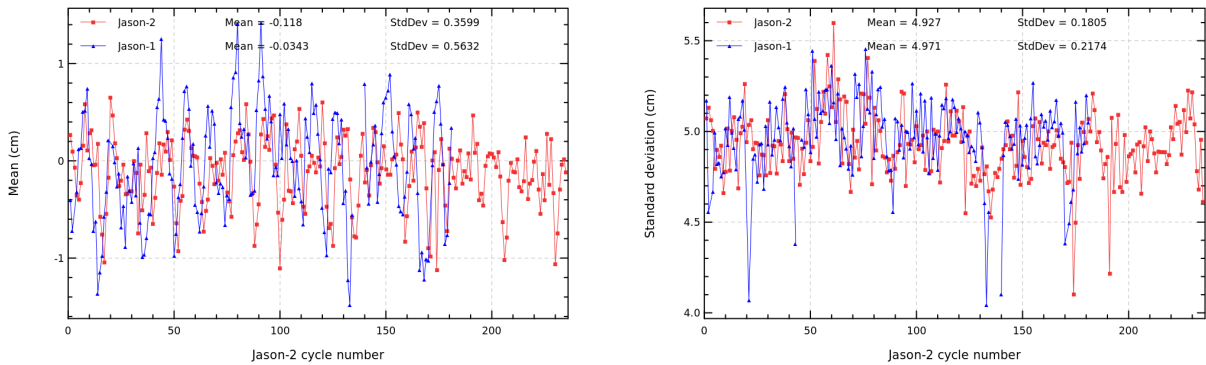 Jason-2 Mean = -0.118 StdDev = 0.3599
Jason-1 Mean = -0.0343 StdDev = 0.5632
1
0
-1
Mean (cm)
0 50 100 150 200
Jason-2 cycle number
Jason-2 Mean = 4.927 StdDev = 0.1805
Jason-1 Mean = 4.971 StdDev = 0.2174
5.5
5.0
4.5
4.0
Standard deviation (cm)
0 50 100 150 200
Jason-2 cycle number